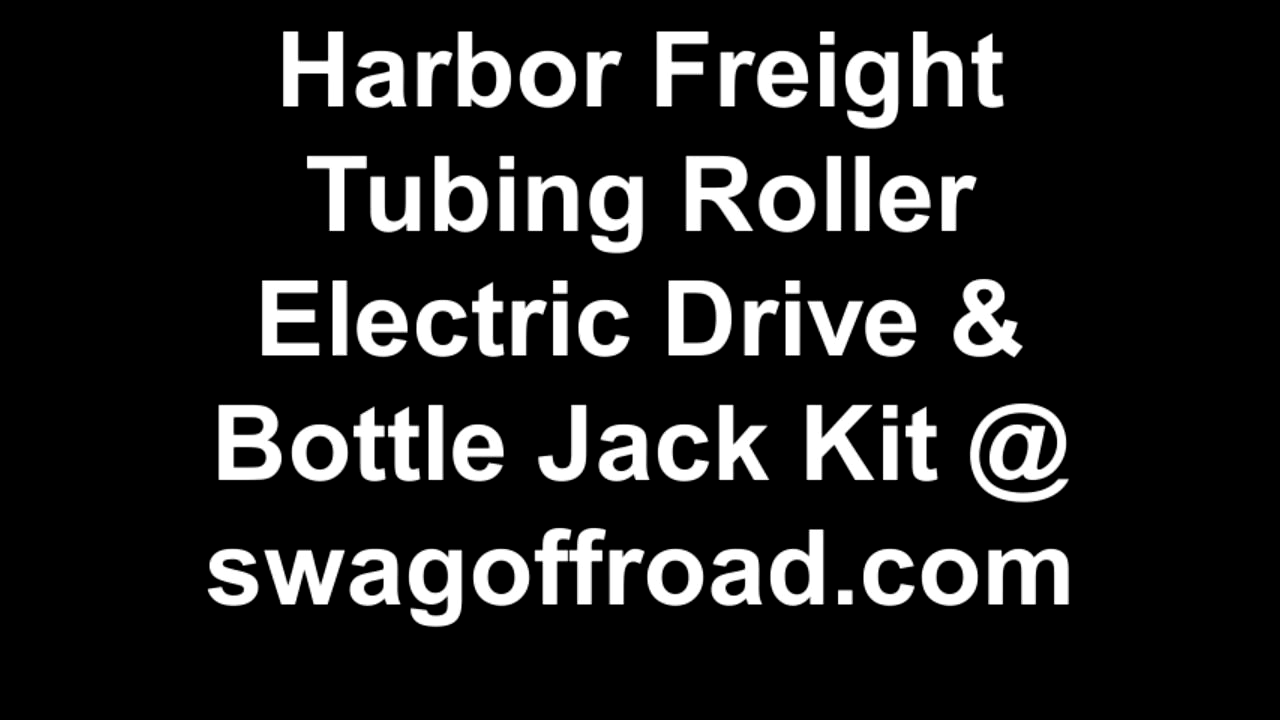 Harbor Freight
Tubing Roller
Electric Drive &
Bottle Jack Kit @
swagoffroad.com